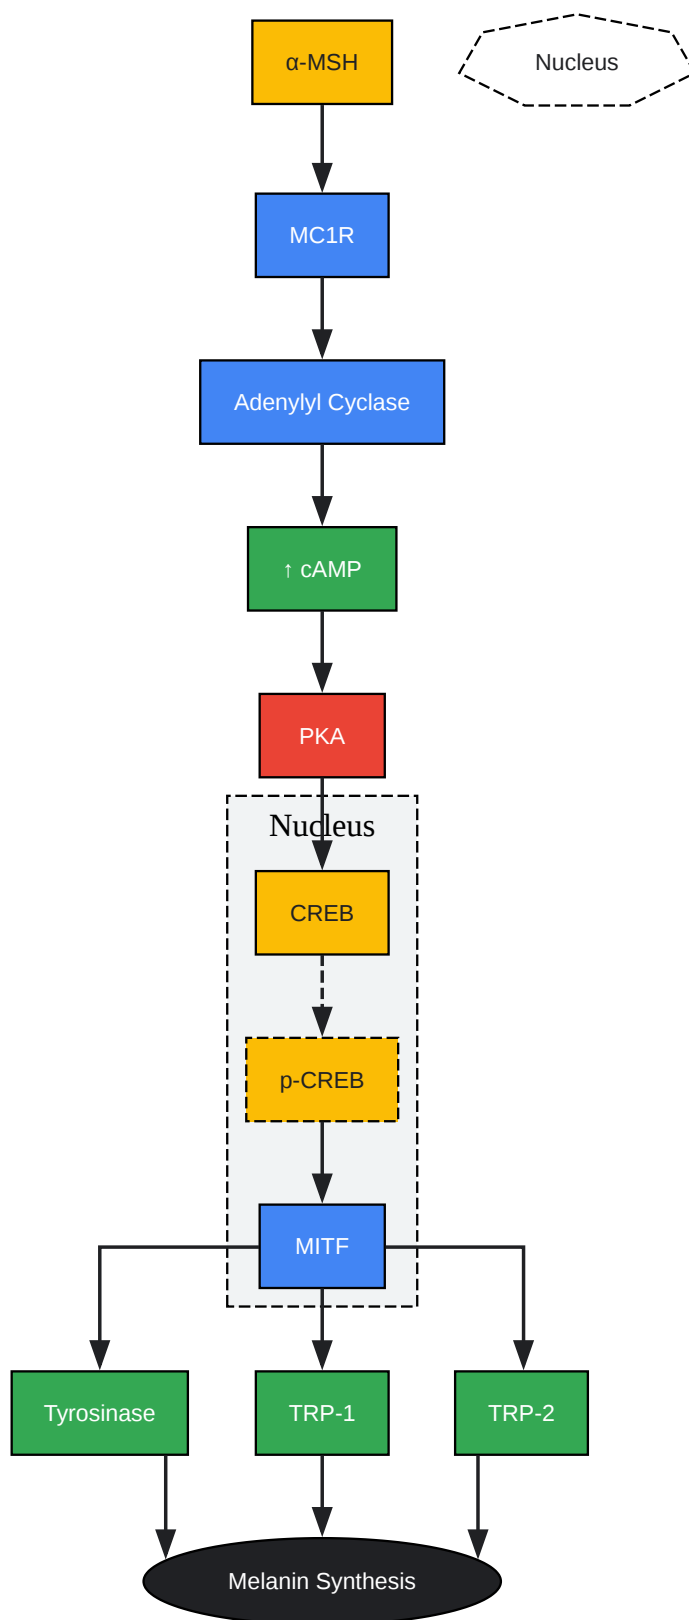 α-MSH
Nucleus
MC1R
Adenylyl Cyclase
↑ cAMP
PKA
Nucleus
CREB
p-CREB
MITF
Tyrosinase
TRP-1
TRP-2
Melanin Synthesis